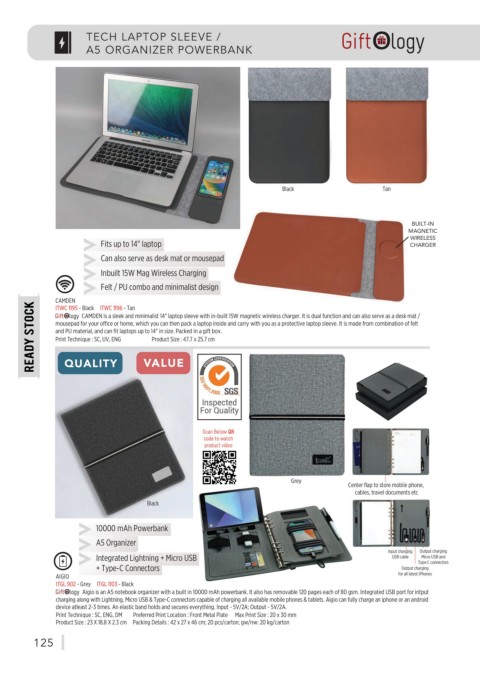 TECH LAPTOP SLEEVE /
A5 ORGANIZER POWERBANK
Giftology
Black
Tan
BUILT-IN
MAGNETIC
WIRELESS
CHARGER
Fits up to 14" laptop
Can also serve as desk mat or mousepad
Inbuilt 15W Mag Wireless Charging
Felt / PU combo and minimalist design
CAMDEN
ITWC 1195 - Black ITWC 1196 - Tan
Giftology CAMDEN is a sleek and minimalist 14" laptop sleeve with in-built 15W magnetic wireless charger. It is dual function and can also serve as a desk mat /
mousepad for your office or home, which you can then pack a laptop inside and carry with you as a protective laptop sleeve. It is made from combination of felt
and PU material, and can fit laptops up to 14" in size. Packed in a gift box.
Print Technique : SC, UV, ENG Product Size : 47.7 x 25.7 cm
READY STOCK
QUALITY
VALUE
SGS
Inspected
For Quality
Scan Below QR
code to watch
product video
Black
Grey
Center flap to store mobile phone,
cables, travel documents etc
10000 mAh Powerbank
A5 Organizer
Integrated Lightning + Micro USB
+ Type-C Connectors
Input charging
USB cable
Output charging
Micro USB and
Type C connectors
Output charging
for all latest iPhones
AIGIO
ITGL 902 - Grey ITGL 1103 - Black
Giftology Aigio is an A5 notebook organizer with a built in 10000 mAh powerbank. It also has removable 120 pages each of 80 gsm. Integrated USB port for intput
charging along with Lightning, Micro USB & Type-C connectors capable of charging all available mobile phones & tablets. Aigio can fully charge an iphone or an android
device atleast 2-3 times. An elastic band holds and secures everything. Input - 5V/2A; Output - 5V/2A.
Print Technique : SC, ENG, DM Preferred Print Location : Front Metal Plate Max Print Size : 20 x 30 mm
Product Size : 23 X 18.8 X 2.3 cm Packing Details : 42 x 27 x 46 cm; 20 pcs/carton; gw/nw: 20 kg/carton
125